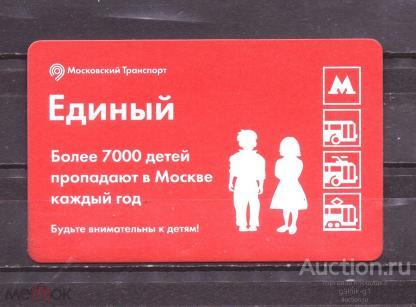 Московский Транспорт
Единый
М
Более 7000 детей
пропадают в Москве
каждый год
Будьте внимательны к детям!
Auction.ru